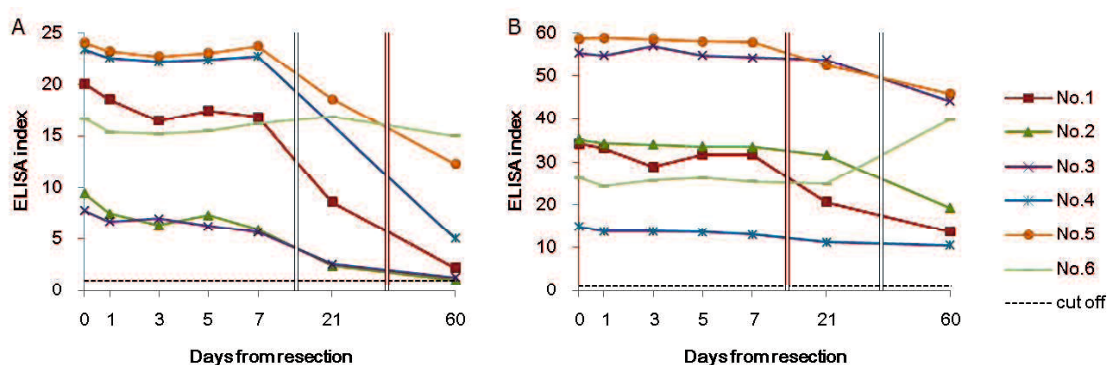 A
ELISA index
25
20
15
10
5
0
0 1 3 5 7 21 60
Days from resection
B
ELISA index
60
50
40
30
20
10
0
0 1 3 5 7 21 60
Days from resection
No.1
No.2
No.3
No.4
No.5
No.6
cut off